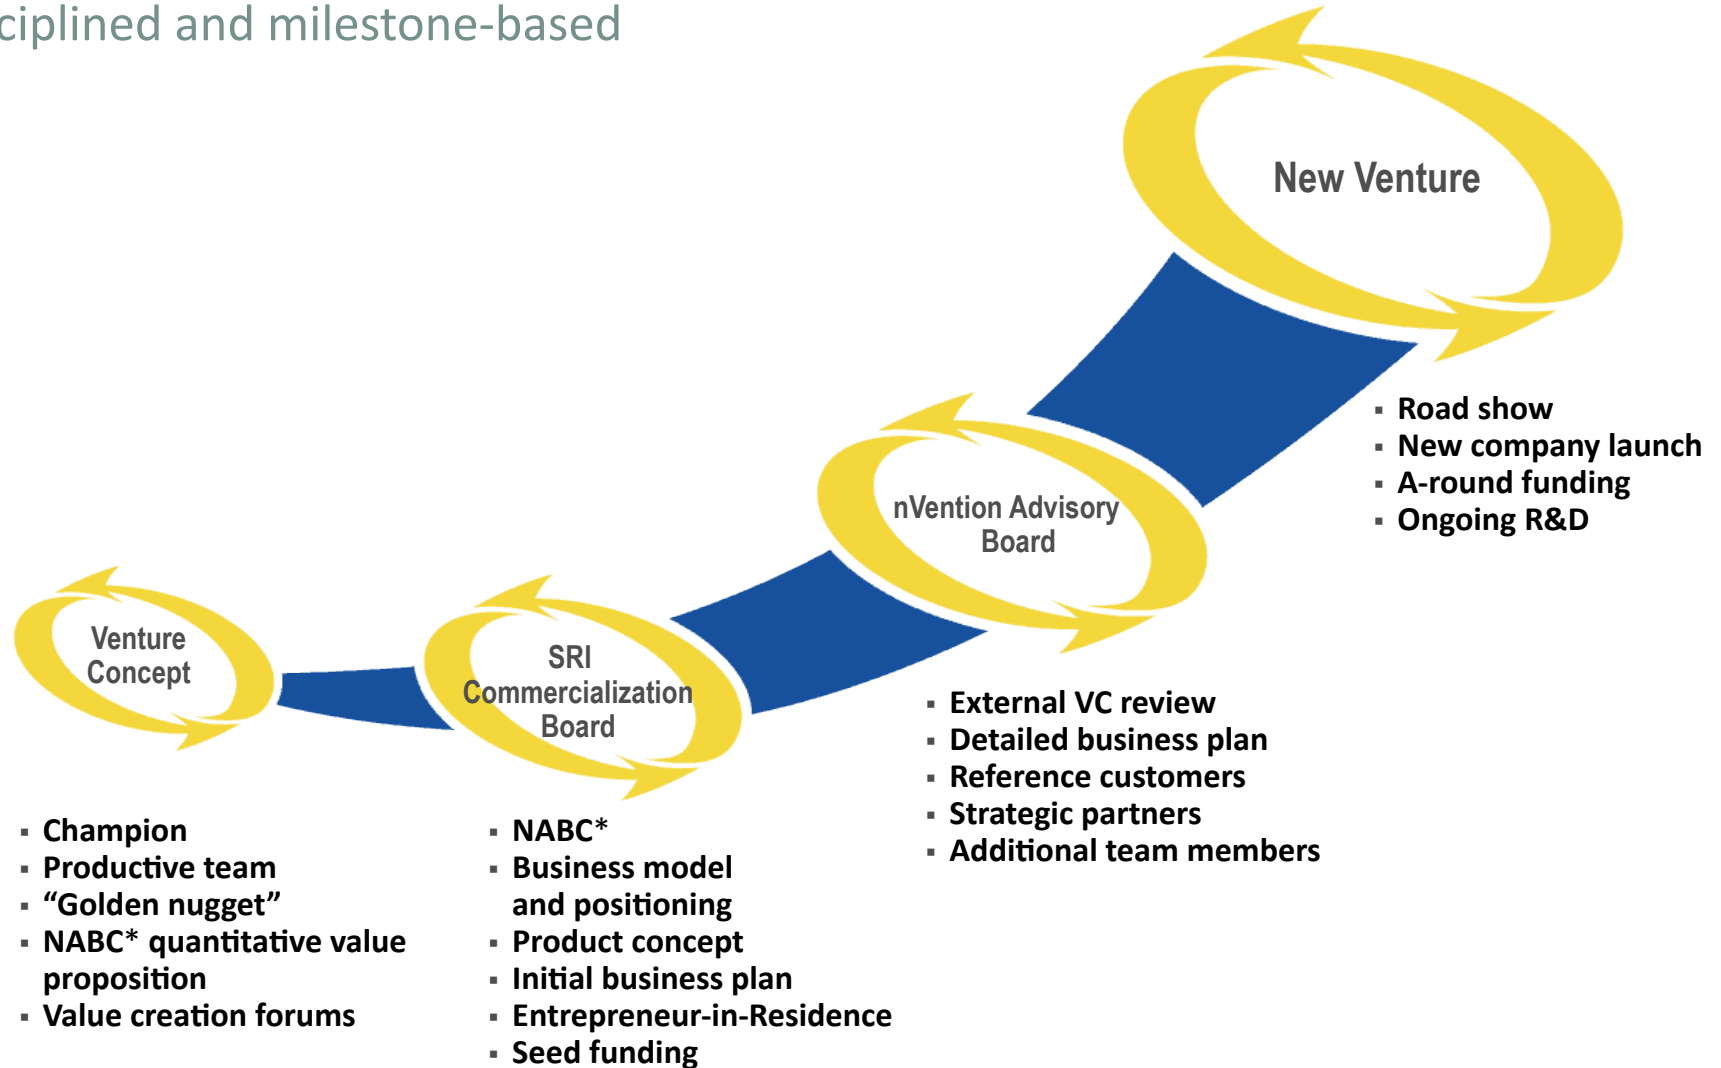 ciplined and milestone-based
New Venture
▪ Road show
▪ New company launch
▪ A-round funding
▪ Ongoing R&D
nVention Advisory
Board
▪ External VC review
▪ Detailed business plan
▪ Reference customers
▪ Strategic partners
▪ Additional team members
SRI
Commercialization
Board
▪ NABC*
▪ Business model
and positioning
▪ Product concept
▪ Initial business plan
▪ Entrepreneur-in-Residence
▪ Seed funding
Venture
Concept
▪ Champion
▪ Productive team
▪ “Golden nugget”
▪ NABC* quantitative value
proposition
▪ Value creation forums